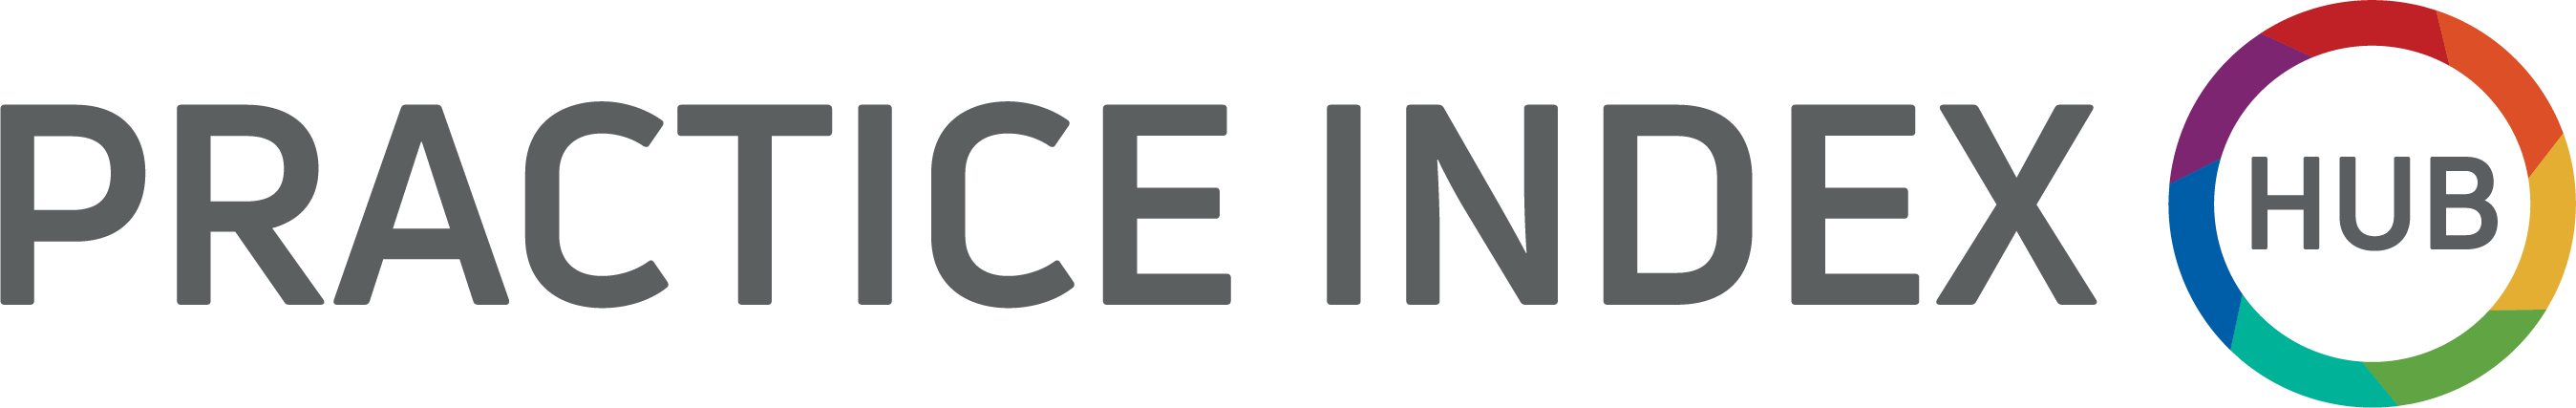 PRACTICE INDEX HUB